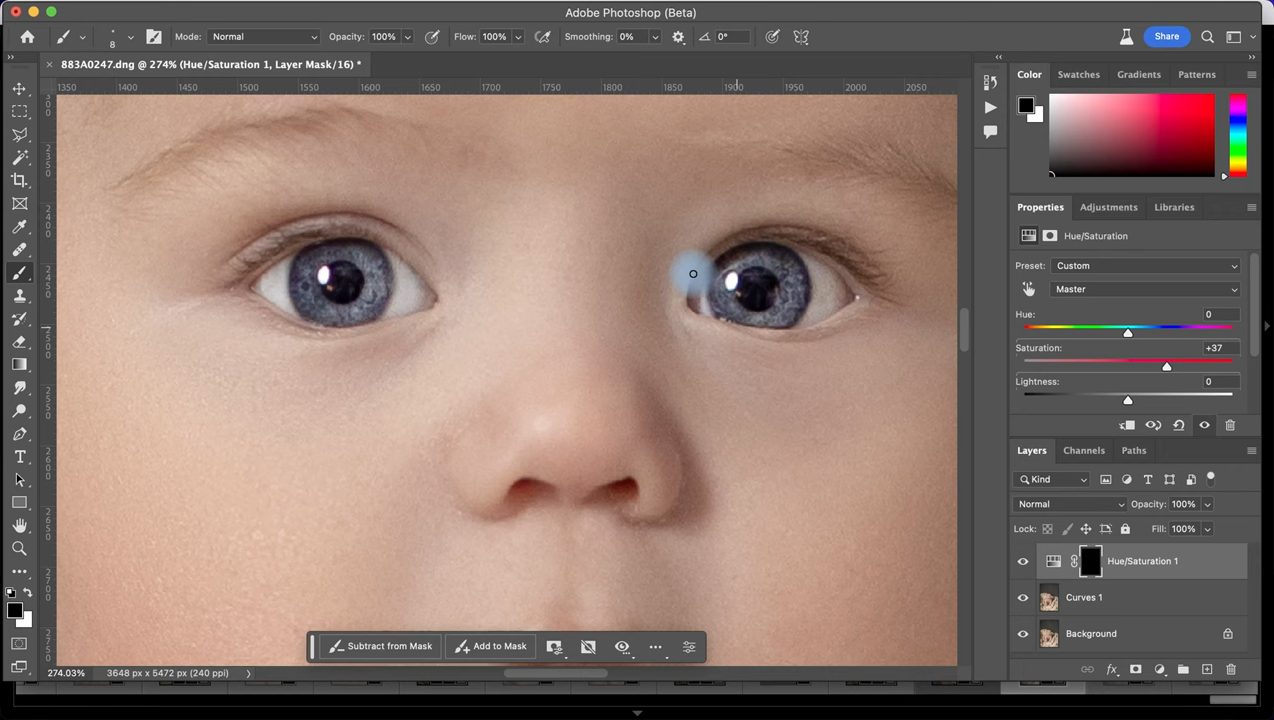 Adobe Photoshop (Beta)
8
Mode: Normal
Opacity: 100%
Flow: 100%
Smoothing: 0%
0°
Share
883A0247.dng @ 274% (Hue/Saturation 1, Layer Mask/16) *
1350 1400 1450 1500 1550 1600 1650 1700 1750 1800 1850 1900 1950 2000 2050
Color
Swatches
Gradients
Patterns
Properties
Adjustments
Libraries
Hue/Saturation
Preset: Custom
Master
Hue: 0
Saturation: +37
Lightness: 0
Layers
Channels
Paths
Kind
Normal
Opacity: 100%
Lock:
Fill: 100%
Hue/Saturation 1
Curves 1
Background
fx
Subtract from Mask
Add to Mask
274.03%
3648 px x 5472 px (240 ppi)